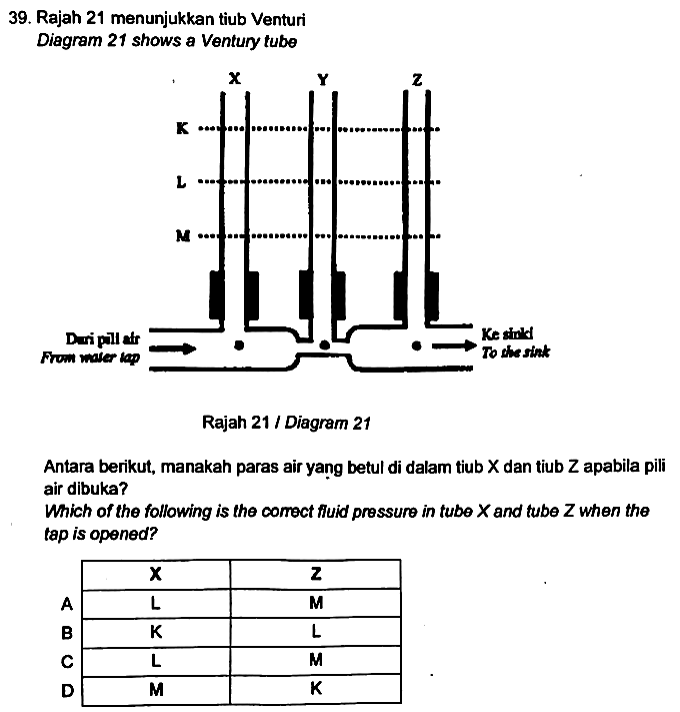 39. Rajah 21 menunjukkan tiub Venturi
Diagram 21 shows a Ventury tube
X Y Z
K
L
M
Dari pili air
From water tap
Ke sinki
To the sink
Rajah 21 / Diagram 21
Antara berikut, manakah paras air yang betul di dalam tiub X dan tiub Z apabila pili
air dibuka?
Which of the following is the correct fluid pressure in tube X and tube Z when the
tap is opened?
X Z
A L M
B K L
C L M
D M K